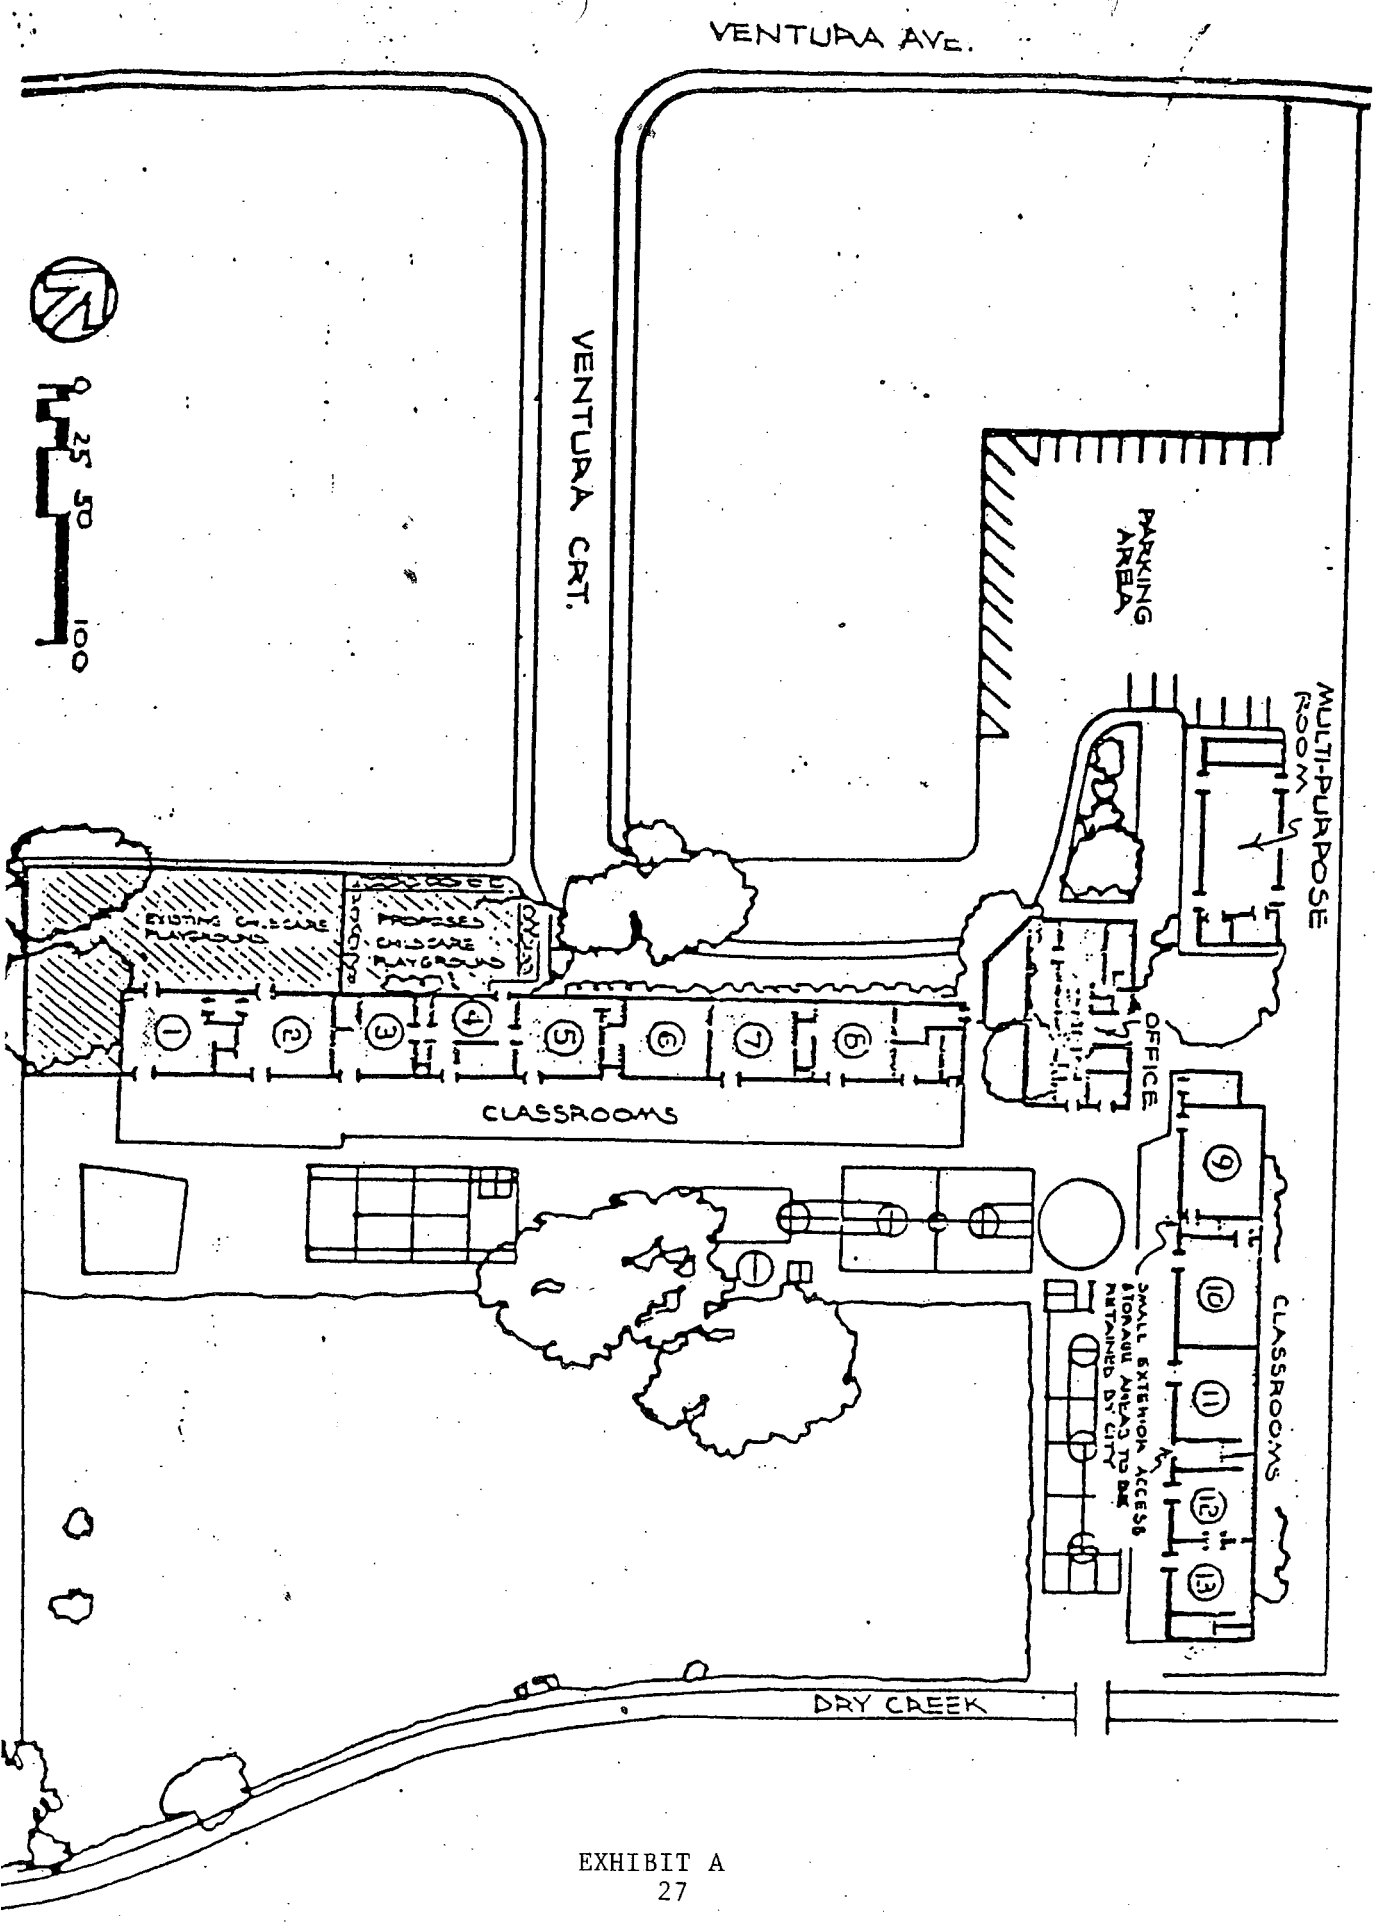 VENTURA AVE.
VENTURA CRT.
0 25 50 100
PARKING
AREA
MULTI-PURPOSE
ROOM
EXISTING CHILDCARE
PLAYGROUND
PROPOSED
CHILDCARE
PLAYGROUND
1 2 3 4 5 6 7 8
OFFICE
CLASSROOMS
9
10
11
12
13
CLASSROOMS
SMALL EXTERIOR ACCESS
STORAGE AREAS TO BE
RETAINED BY CITY
DRY CREEK
EXHIBIT A
27